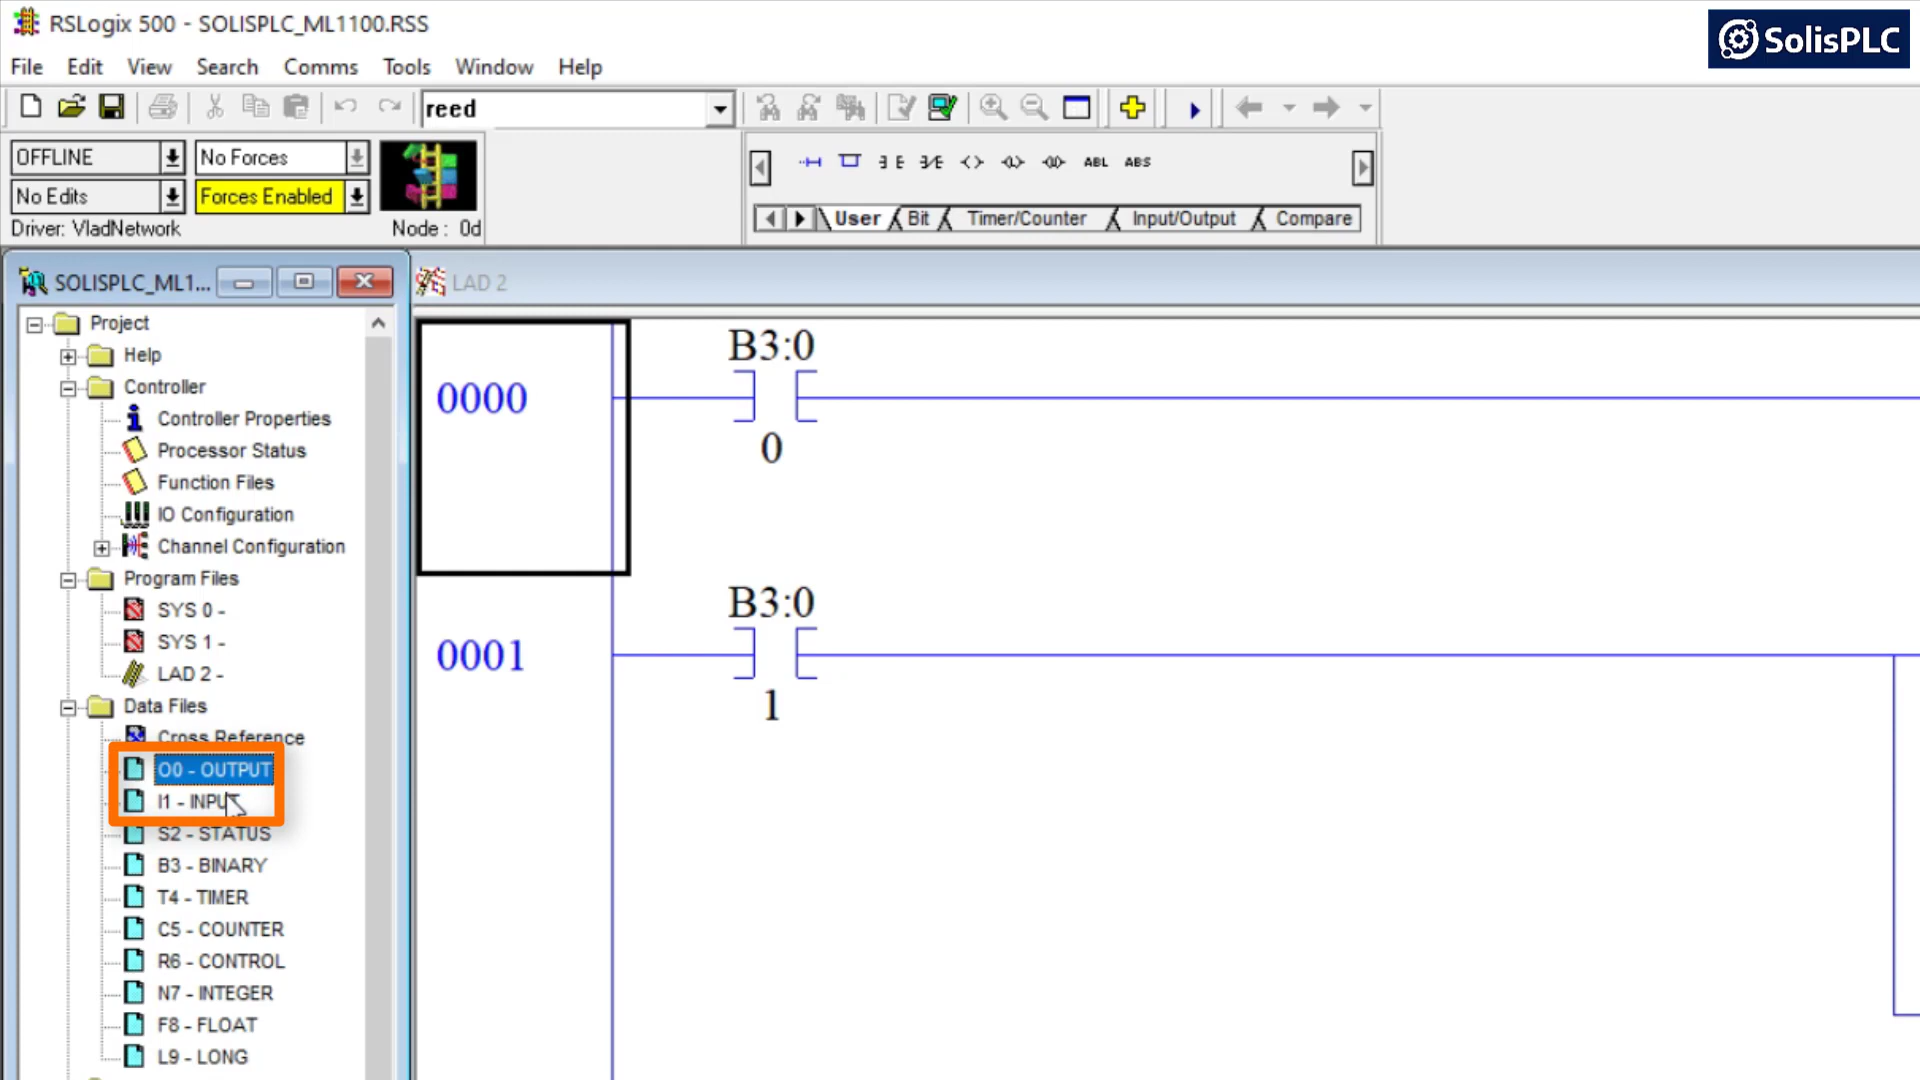 RSLogix 500 - SOLISPLC_ML1100.RSS
SolisPLC
File Edit View Search Comms Tools Window Help
reed
OFFLINE No Forces
No Edits Forces Enabled
Driver: VladNetwork Node : 0d
ABL ABS
User Bit Timer/Counter Input/Output Compare
SOLISPLC_ML1...
Project
Help
Controller
Controller Properties
Processor Status
Function Files
IO Configuration
Channel Configuration
Program Files
SYS 0 -
SYS 1 -
LAD 2 -
Data Files
Cross Reference
O0 - OUTPUT
I1 - INPUT
S2 - STATUS
B3 - BINARY
T4 - TIMER
C5 - COUNTER
R6 - CONTROL
N7 - INTEGER
F8 - FLOAT
L9 - LONG
LAD 2
B3:0
0000
0
B3:0
0001
1